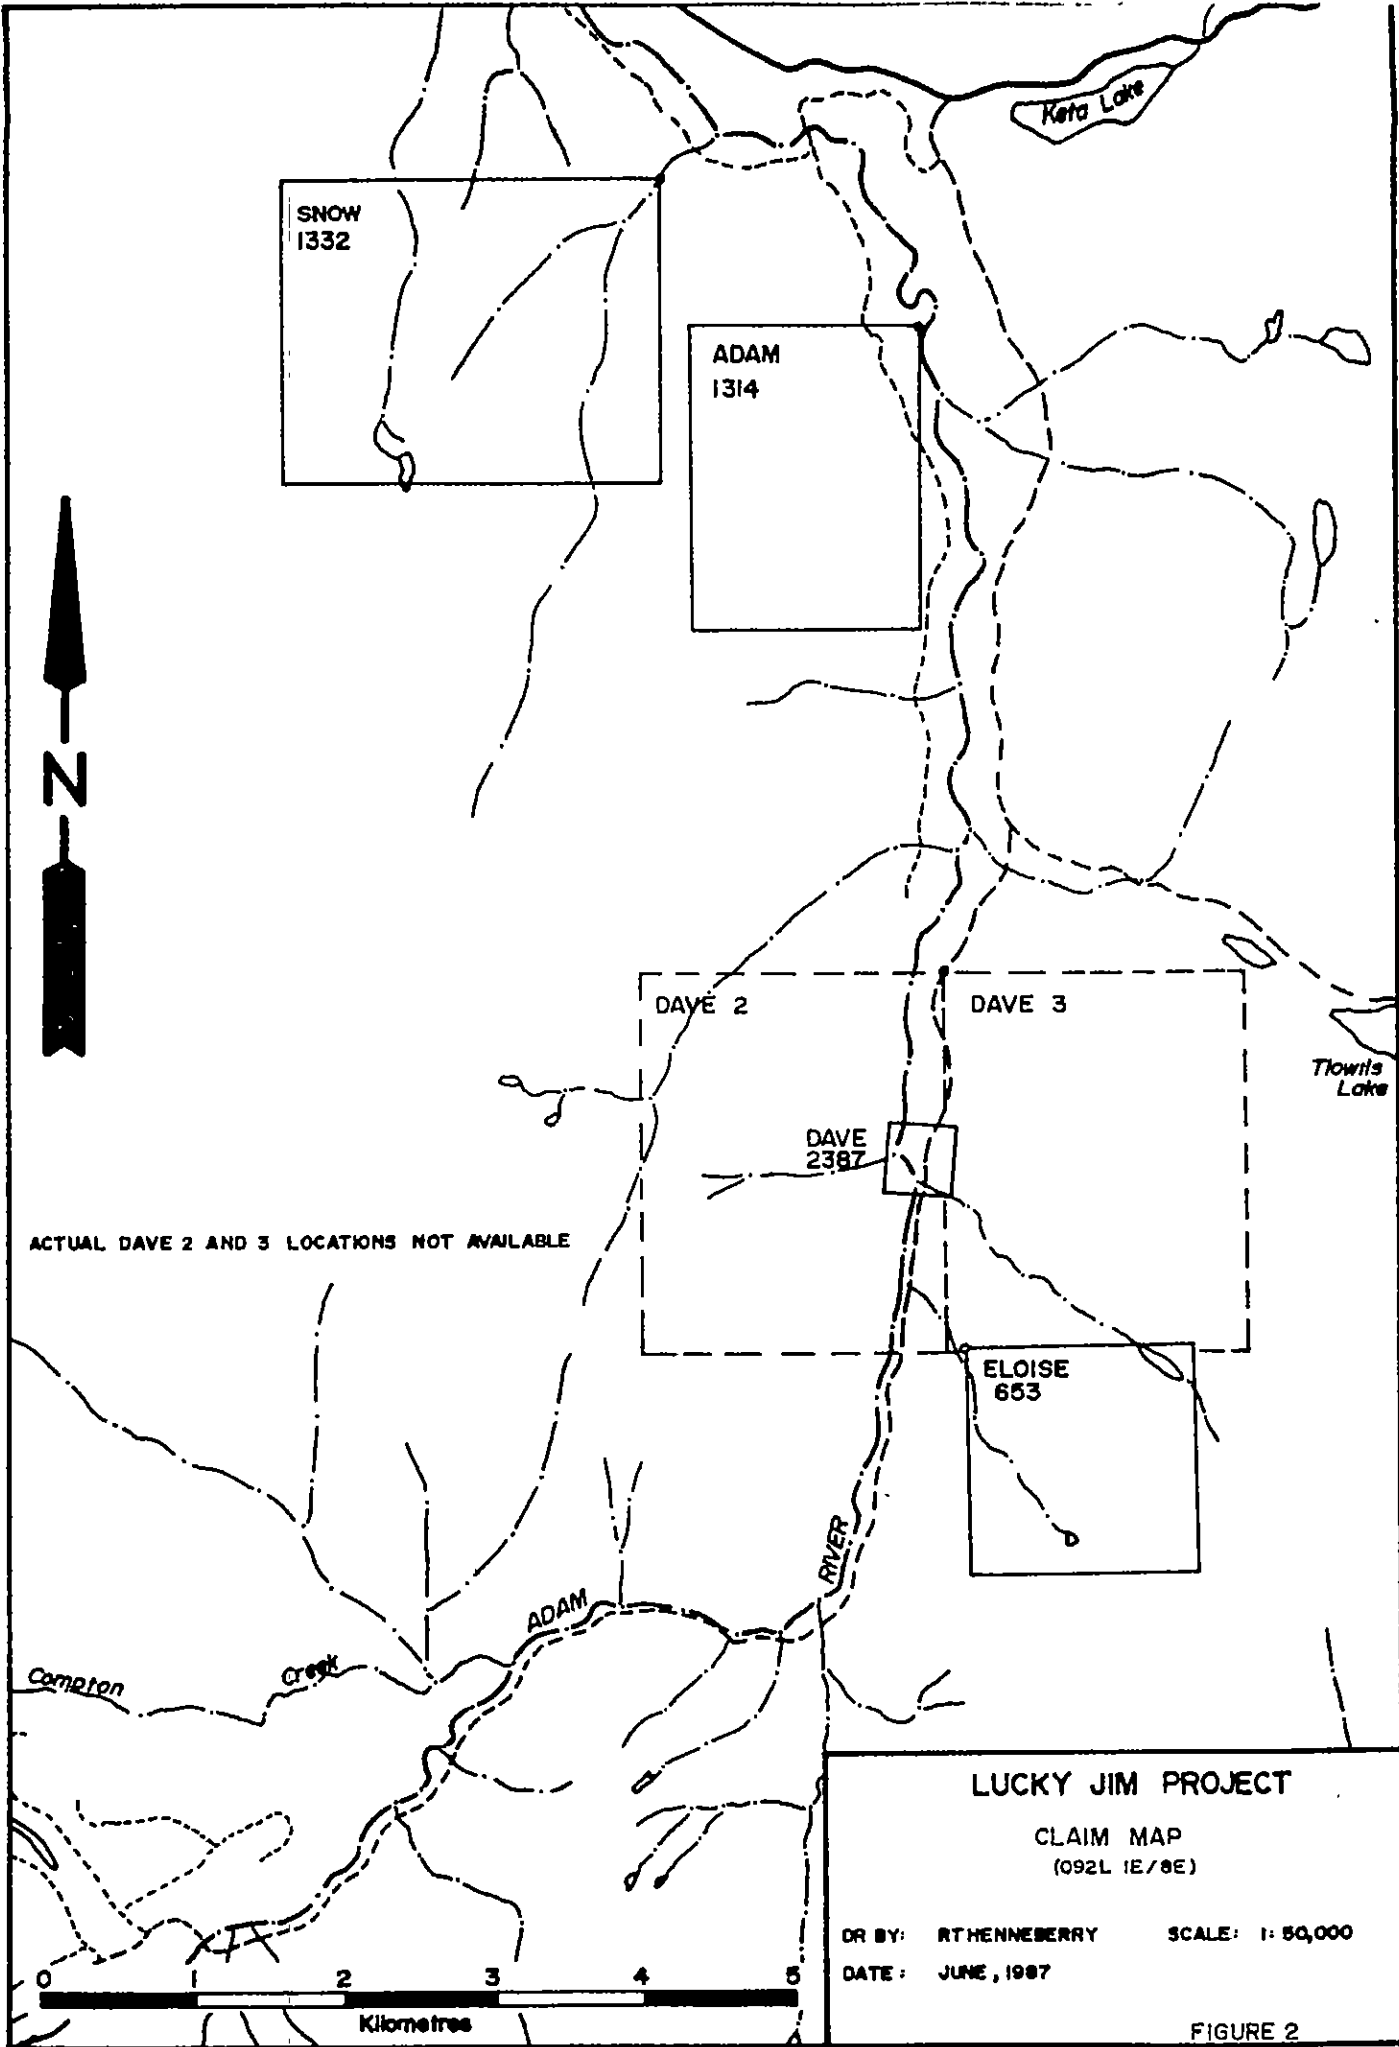 Keta Lake
SNOW
1332
ADAM
1314
N
DAVE 2
DAVE 3
Tlowils
Lake
DAVE
2387
ACTUAL DAVE 2 AND 3 LOCATIONS NOT AVAILABLE
ELOISE
653
RIVER
ADAM
Compton Creek
LUCKY JIM PROJECT
CLAIM MAP
(092L 1E/8E)
DR BY: RTHENNEBERRY SCALE: 1:50,000
DATE: JUNE, 1987
0 1 2 3 4 5
Kilometres
FIGURE 2